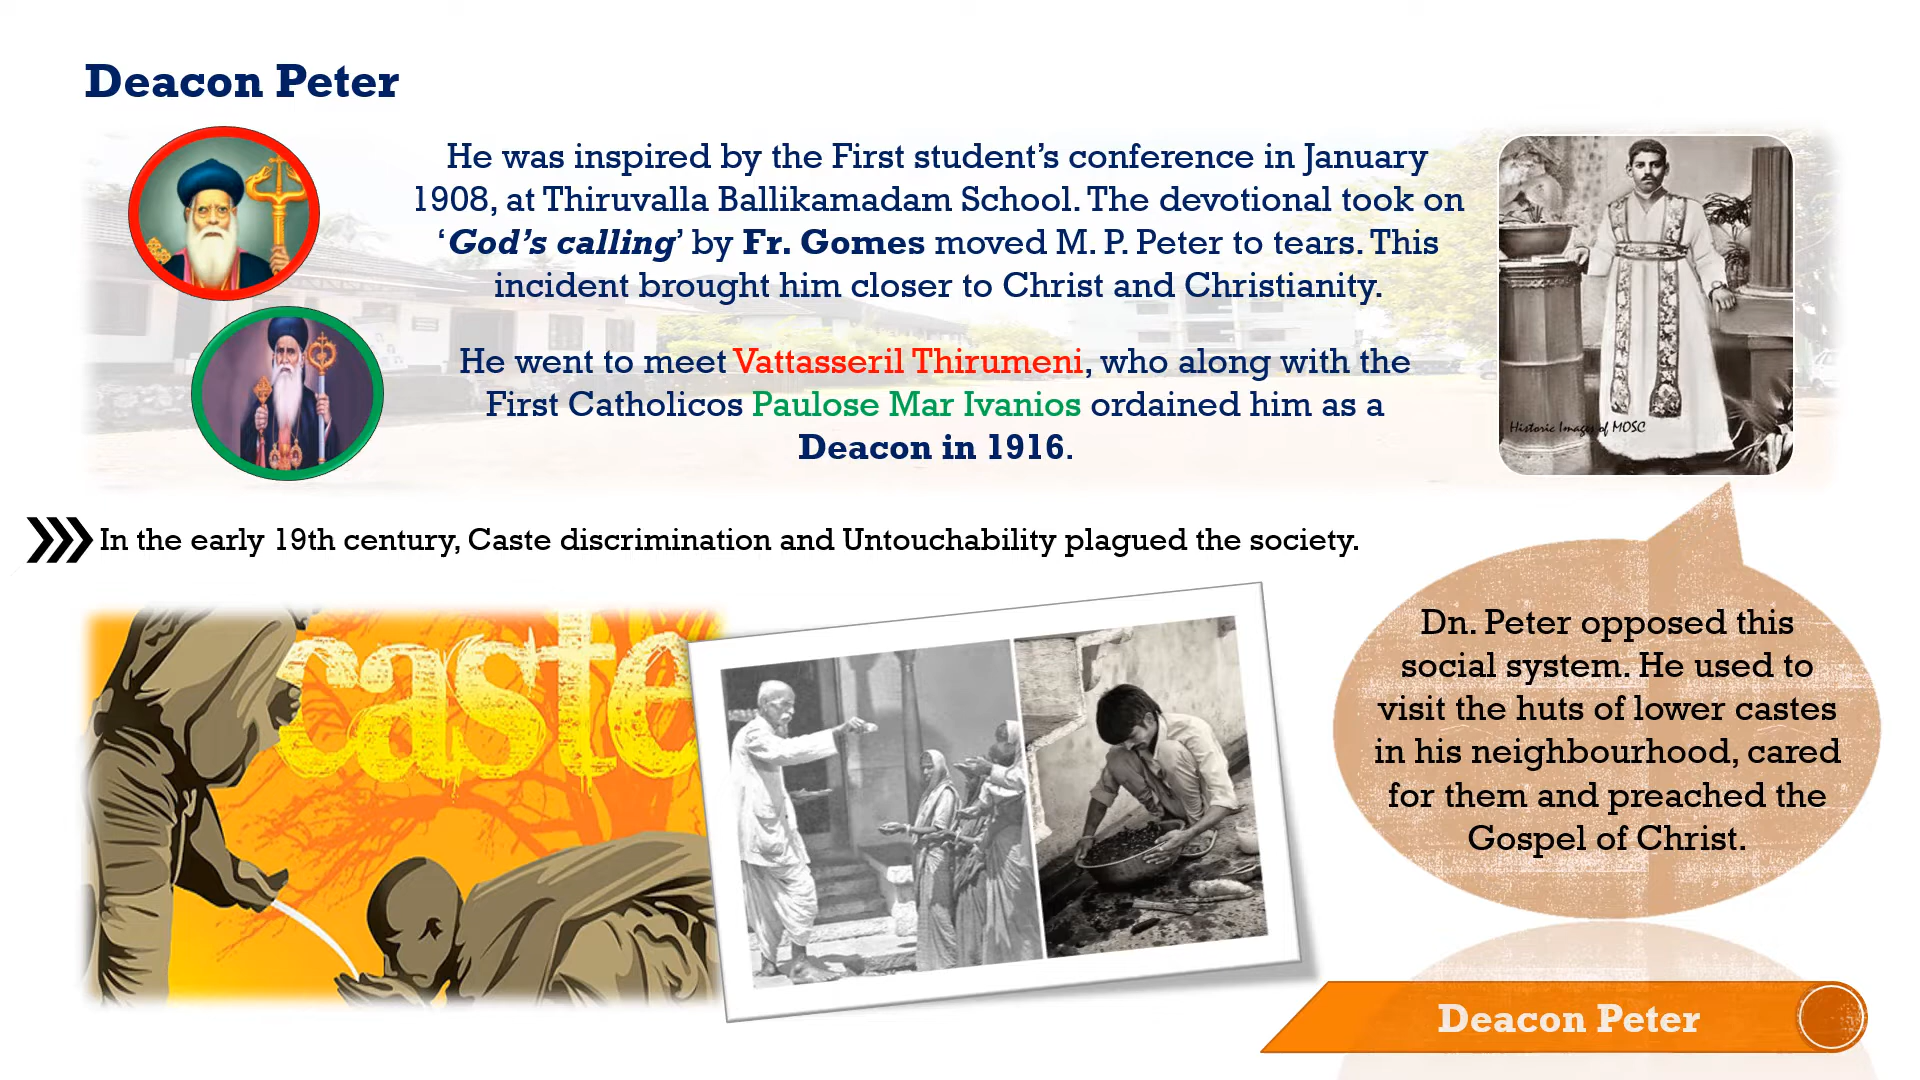 Deacon Peter
He was inspired by the First student’s conference in January
1908, at Thiruvalla Ballikamadam School. The devotional took on
‘God’s calling’ by Fr. Gomes moved M. P. Peter to tears. This
incident brought him closer to Christ and Christianity.
He went to meet Vattasseril Thirumeni, who along with the
First Catholicos Paulose Mar Ivanios ordained him as a
Deacon in 1916.
Historic Images of MOSC
In the early 19th century, Caste discrimination and Untouchability plagued the society.
caste
Dn. Peter opposed this
social system. He used to
visit the huts of lower castes
in his neighbourhood, cared
for them and preached the
Gospel of Christ.
Deacon Peter